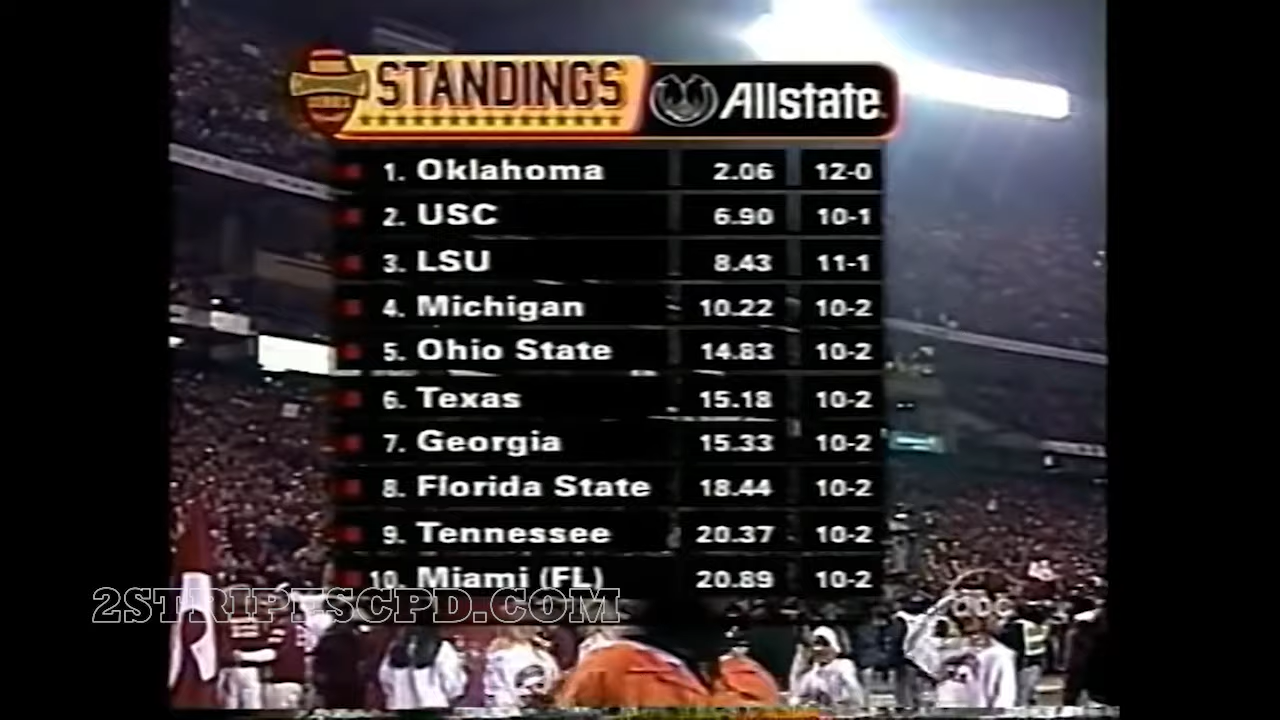 STANDINGS Allstate
1. Oklahoma 2.06 12-0
2. USC 6.90 10-1
3. LSU 8.43 11-1
4. Michigan 10.22 10-2
5. Ohio State 14.83 10-2
6. Texas 15.18 10-2
7. Georgia 15.33 10-2
8. Florida State 18.44 10-2
9. Tennessee 20.37 10-2
10. Miami (FL) 20.89 10-2
2STRIPESCPD.COM
abc